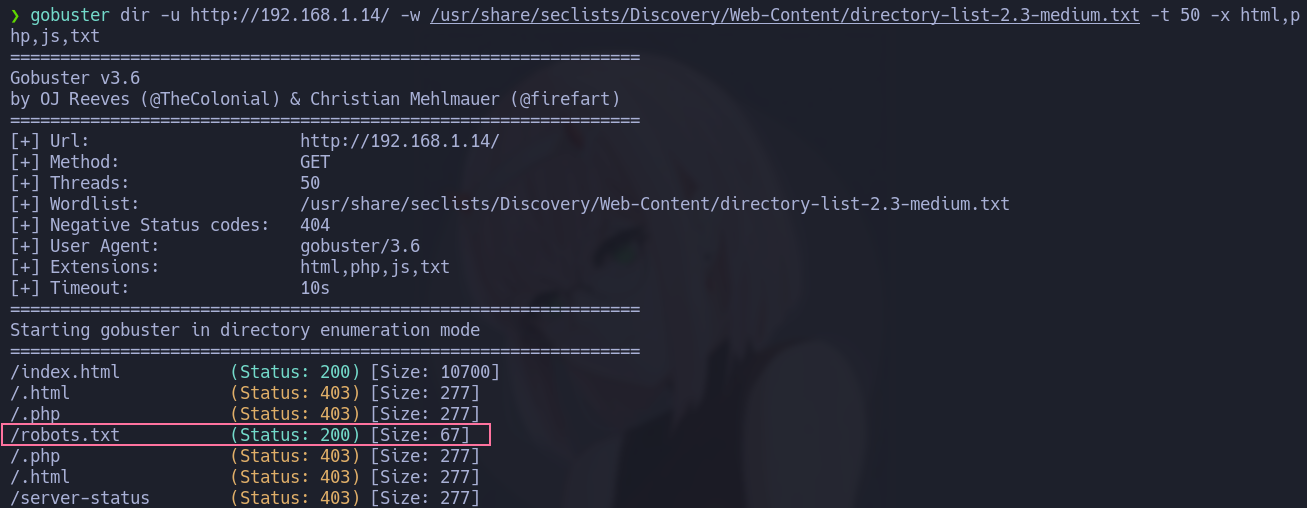 ❯ gobuster dir -u http://192.168.1.14/ -w /usr/share/seclists/Discovery/Web-Content/directory-list-2.3-medium.txt -t 50 -x html,p
hp,js,txt
===============================================================
Gobuster v3.6
by OJ Reeves (@TheColonial) & Christian Mehlmauer (@firefart)
===============================================================
[+] Url:                     http://192.168.1.14/
[+] Method:                  GET
[+] Threads:                 50
[+] Wordlist:                /usr/share/seclists/Discovery/Web-Content/directory-list-2.3-medium.txt
[+] Negative Status codes:   404
[+] User Agent:              gobuster/3.6
[+] Extensions:              html,php,js,txt
[+] Timeout:                 10s
===============================================================
Starting gobuster in directory enumeration mode
===============================================================
/index.html           (Status: 200) [Size: 10700]
/.html                (Status: 403) [Size: 277]
/.php                 (Status: 403) [Size: 277]
/robots.txt           (Status: 200) [Size: 67]
/.php                 (Status: 403) [Size: 277]
/.html                (Status: 403) [Size: 277]
/server-status        (Status: 403) [Size: 277]